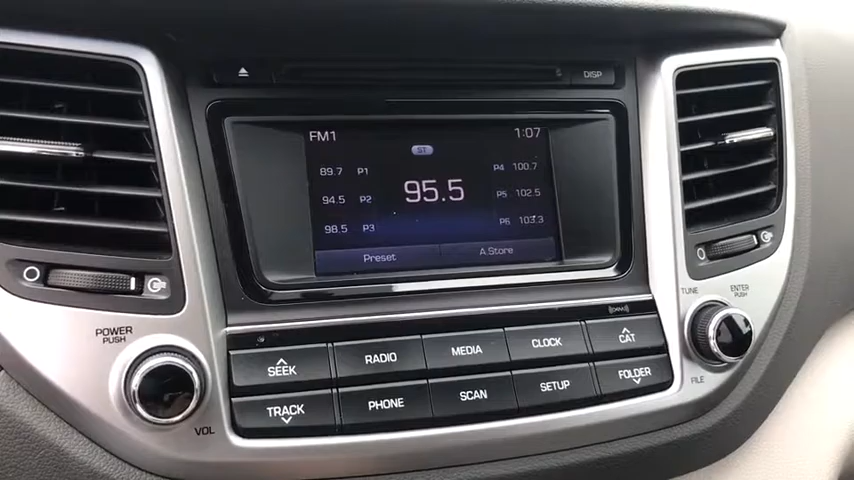 DISP
FM1 1:07
ST
89.7 P1 P4 100.7
94.5 P2 95.5 P5 102.5
98.5 P3 P6 103.3
Preset A.Store
POWER
PUSH
TUNE
ENTER
PUSH
SEEK RADIO MEDIA CLOCK CAT
TRACK PHONE SCAN SETUP FOLDER
VOL
FILE